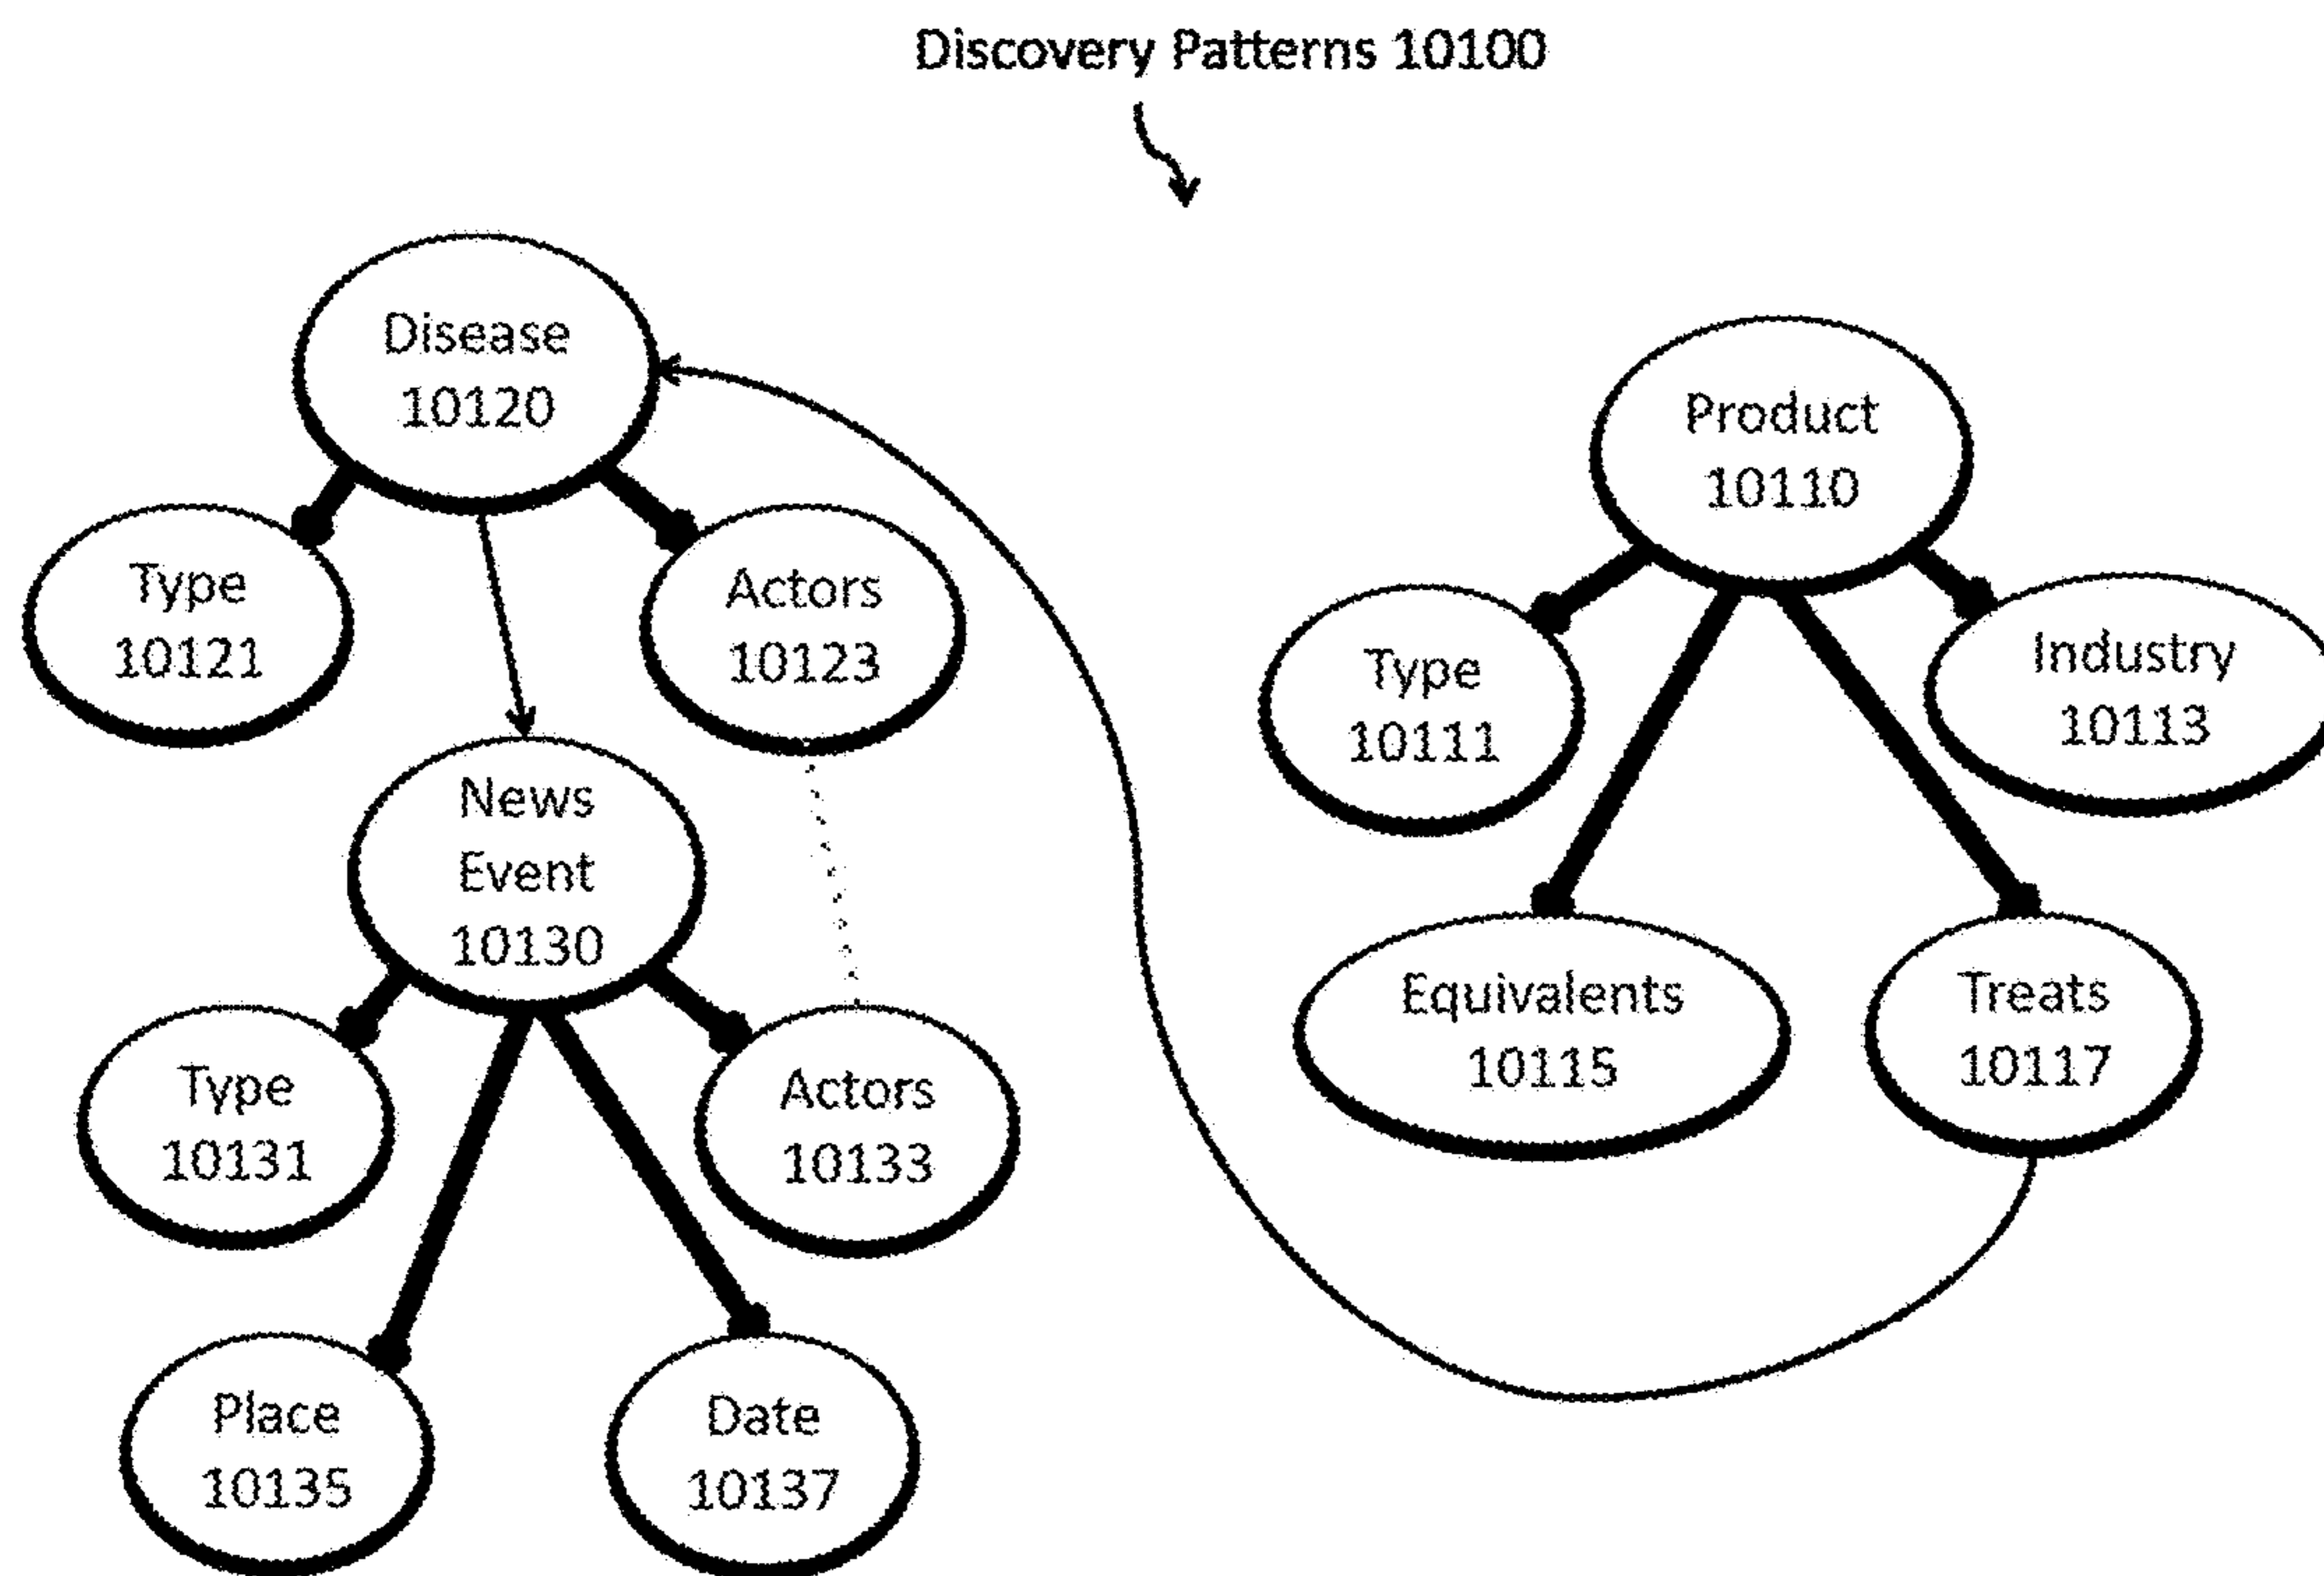 Discovery Patterns 10100
Disease
10120
Product
10110
Type
10121
Actors
10123
Type
10111
Industry
10113
News
Event
10130
Equivalents
10115
Treats
10117
Type
10131
Actors
10133
Place
10135
Date
10137